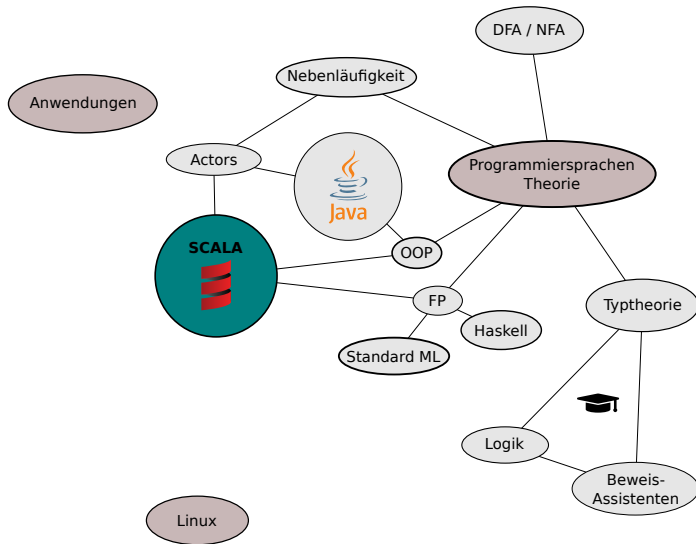 DFA / NFA
Nebenläufigkeit
Anwendungen
Actors
Programmiersprachen
Theorie
Java
SCALA
OOP
FP
Typtheorie
Haskell
Standard ML
Logik
Beweis-
Assistenten
Linux